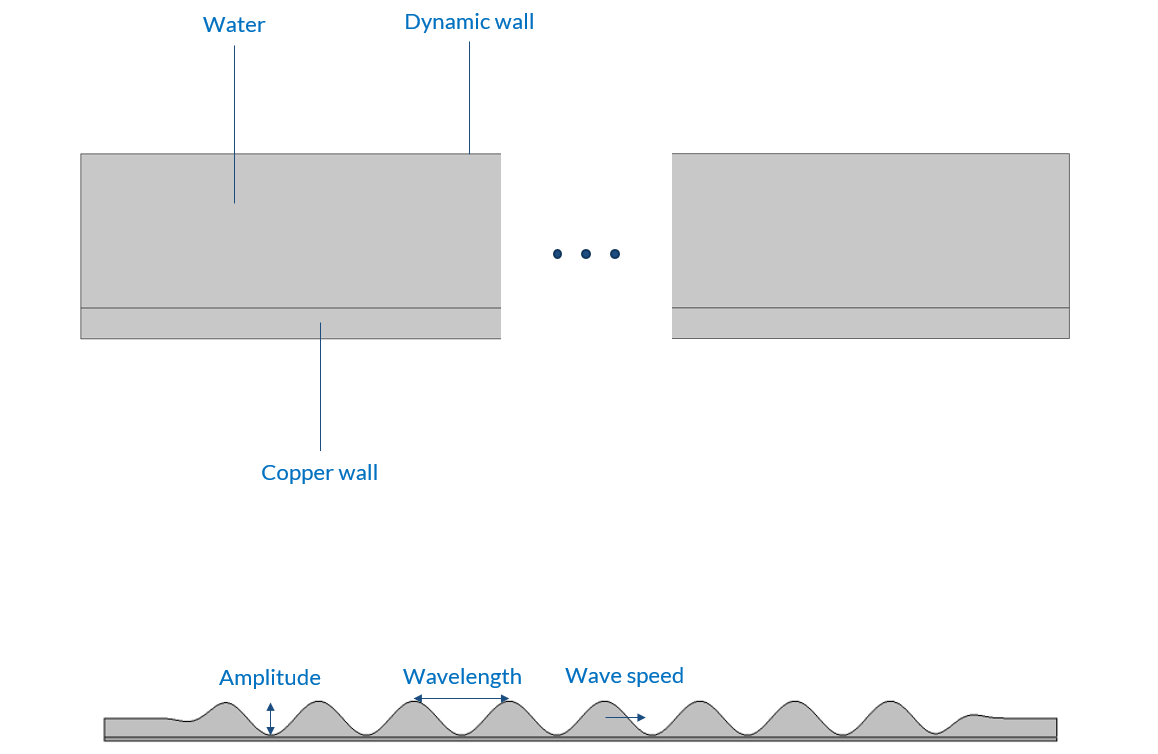 Water
Dynamic wall
Copper wall
Amplitude
Wavelength
Wave speed